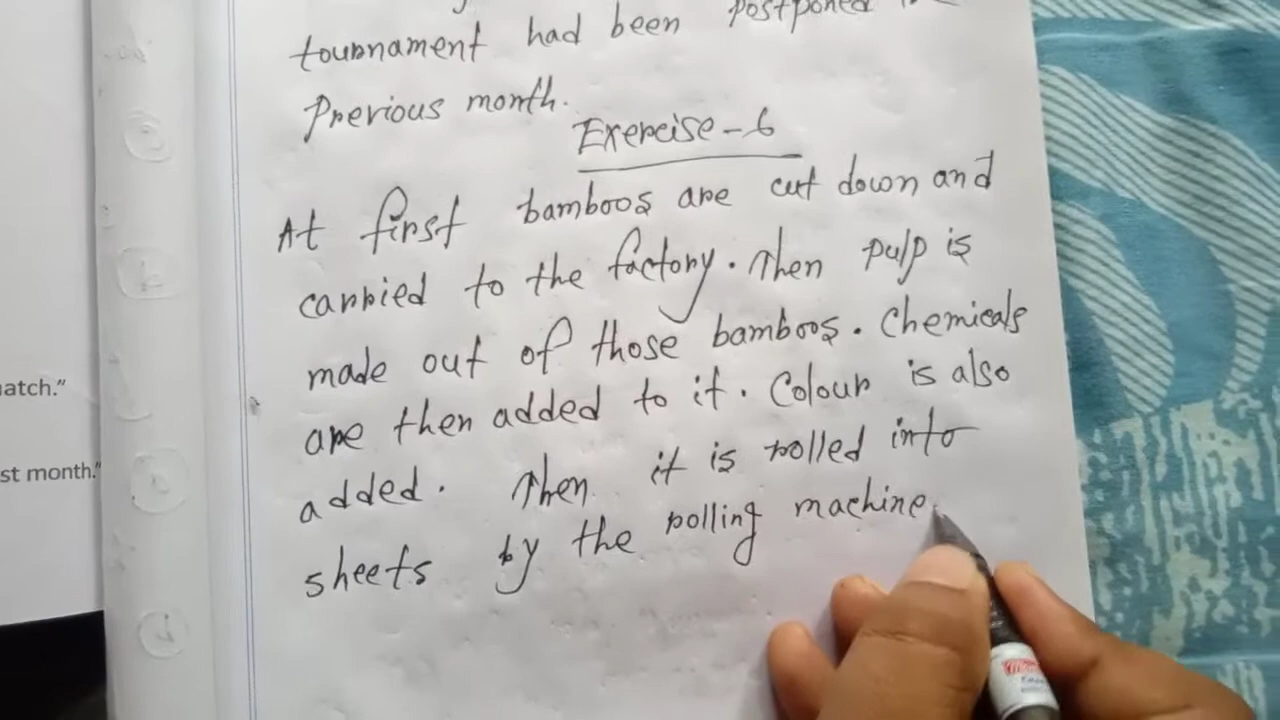 tournament had been postponed
Previous month.
Exercise-6
At first bamboos are cut down and
carried to the factory. Then pulp is
made out of those bamboos. Chemicals
are then added to it. Colour is also
added. Then it is rolled into
sheets by the rolling machine.
atch."
st month."